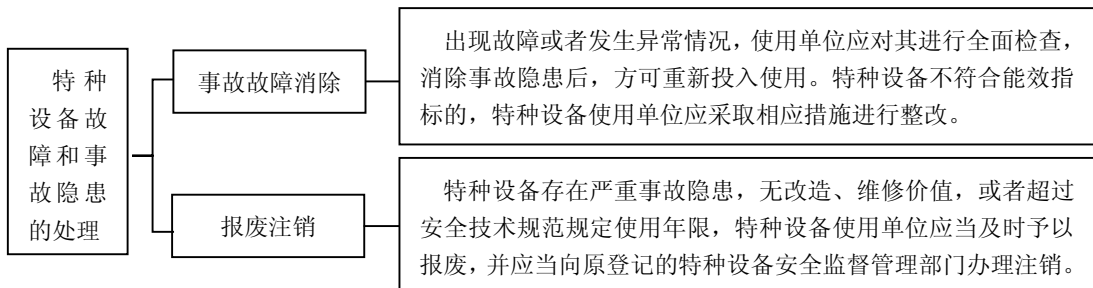 特种
设备故
障和事
故隐患
的处理
事故故障消除
出现故障或者发生异常情况，使用单位应对其进行全面检查，
消除事故隐患后，方可重新投入使用。特种设备不符合能效指
标的，特种设备使用单位应采取相应措施进行整改。
报废注销
特种设备存在严重事故隐患，无改造、维修价值，或者超过
安全技术规范规定使用年限，特种设备使用单位应当及时予以
报废，并应当向原登记的特种设备安全监督管理部门办理注销。